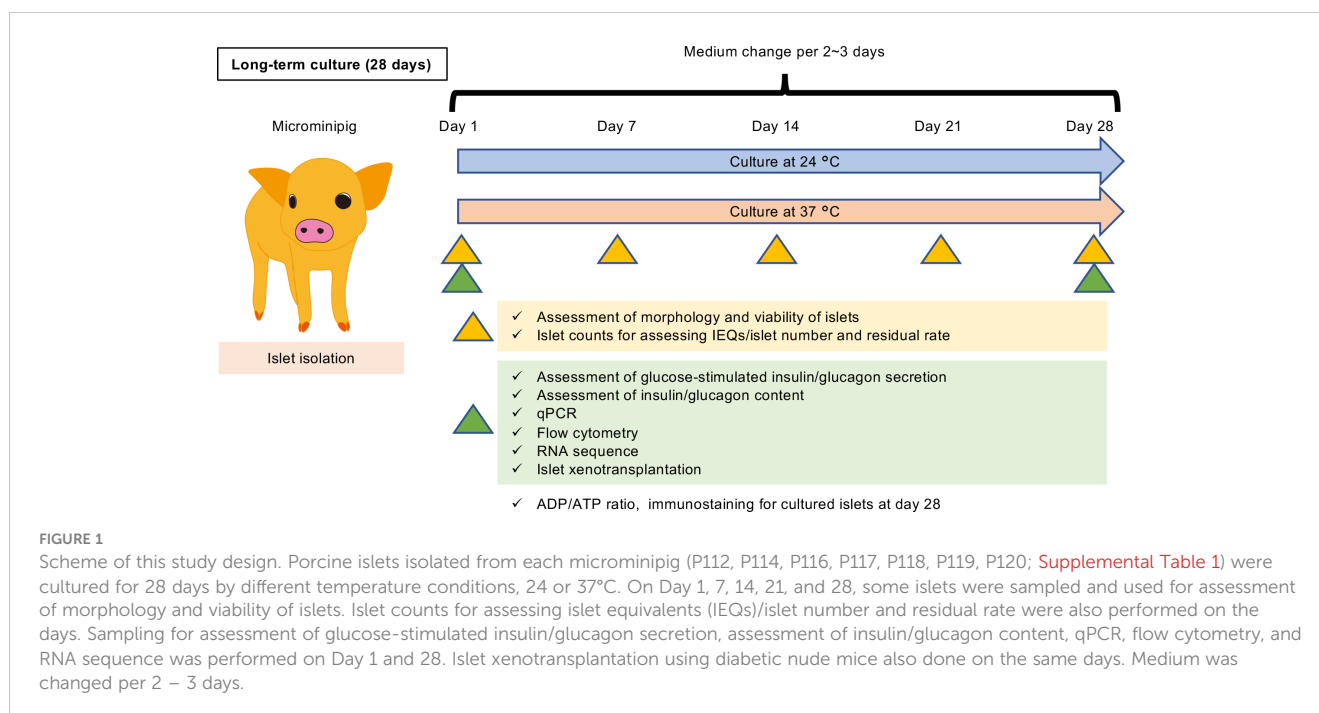 Long-term culture (28 days)
Medium change per 2~3 days
Microminipig
Day 1
Day 7
Day 14
Day 21
Day 28
Culture at 24 °C
Culture at 37 °C
Islet isolation
✓ Assessment of morphology and viability of islets
✓ Islet counts for assessing IEQs/islet number and residual rate
✓ Assessment of glucose-stimulated insulin/glucagon secretion
✓ Assessment of insulin/glucagon content
✓ qPCR
✓ Flow cytometry
✓ RNA sequence
✓ Islet xenotransplantation
✓ ADP/ATP ratio, immunostaining for cultured islets at day 28
FIGURE 1
Scheme of this study design. Porcine islets isolated from each microminipig (P112, P114, P116, P117, P118, P119, P120; Supplemental Table 1) were
cultured for 28 days by different temperature conditions, 24 or 37°C. On Day 1, 7, 14, 21, and 28, some islets were sampled and used for assessment
of morphology and viability of islets. Islet counts for assessing islet equivalents (IEQs)/islet number and residual rate were also performed on the
days. Sampling for assessment of glucose-stimulated insulin/glucagon secretion, assessment of insulin/glucagon content, qPCR, flow cytometry, and
RNA sequence was performed on Day 1 and 28. Islet xenotransplantation using diabetic nude mice also done on the same days. Medium was
changed per 2 – 3 days.